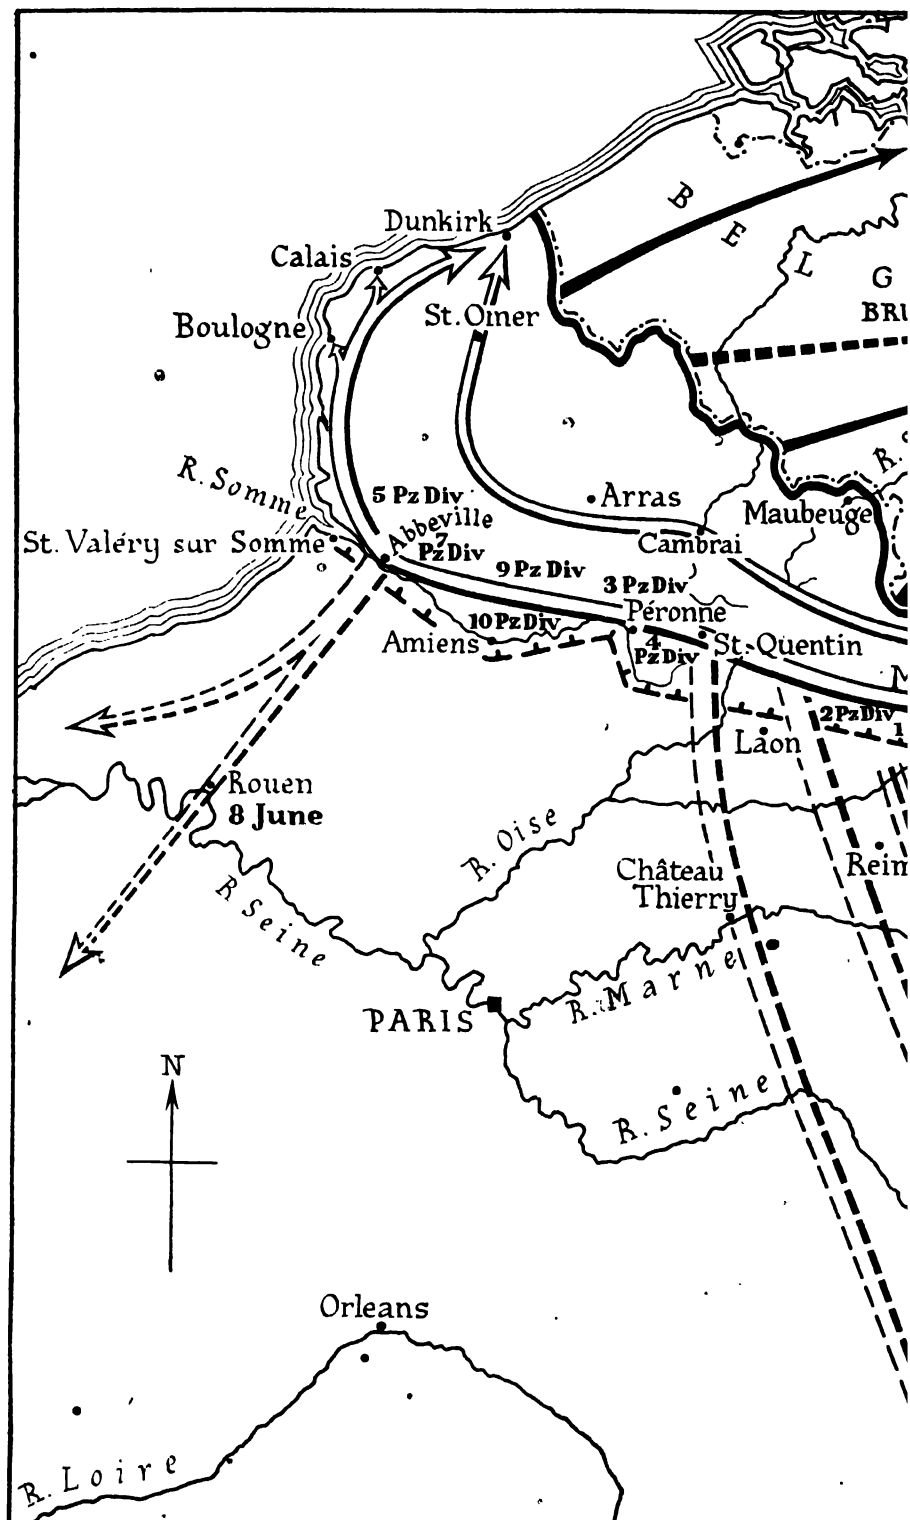 B E L
Dunkirk
Calais
G
St. Omer
BRU
Boulogne
R.
R. Somme
5 Pz Div
Arras
Maubeuge
Abbeville
St. Valéry sur Somme
7
Pz Div
Cambrai
9 Pz Div
3 Pz Div
Péronne
10 Pz Div
Amiens
4
Pz Div
St. Quentin
M
2 Pz Div
1
Laon
Rouen
8 June
R. Oise
Château
Thierry
Reim
R Seine
R. Marne
PARIS
N
R. Seine
Orleans
R. Loire